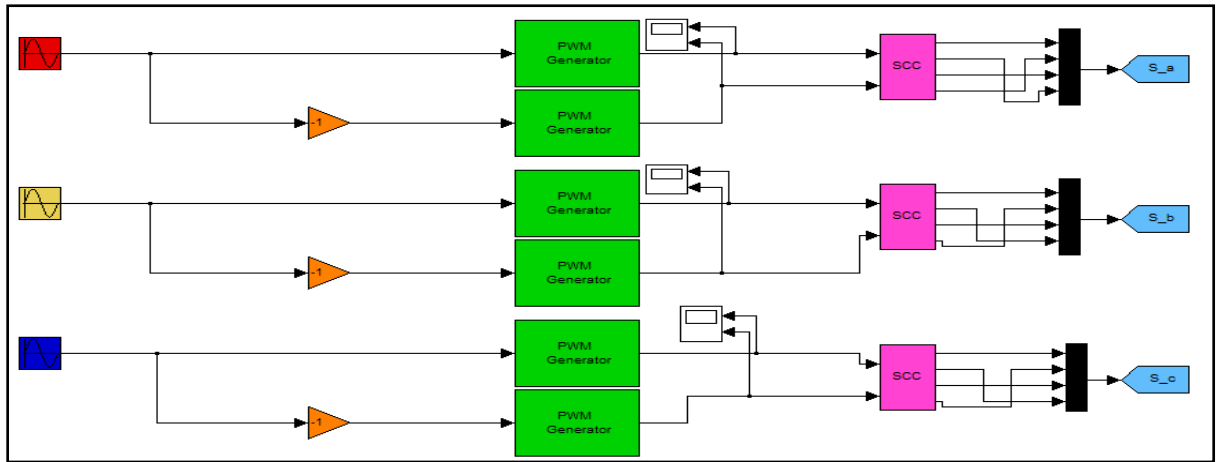 PWM
Generator
SCC
S_a
-1
PWM
Generator
PWM
Generator
SCC
S_b
-1
PWM
Generator
PWM
Generator
SCC
S_c
-1
PWM
Generator